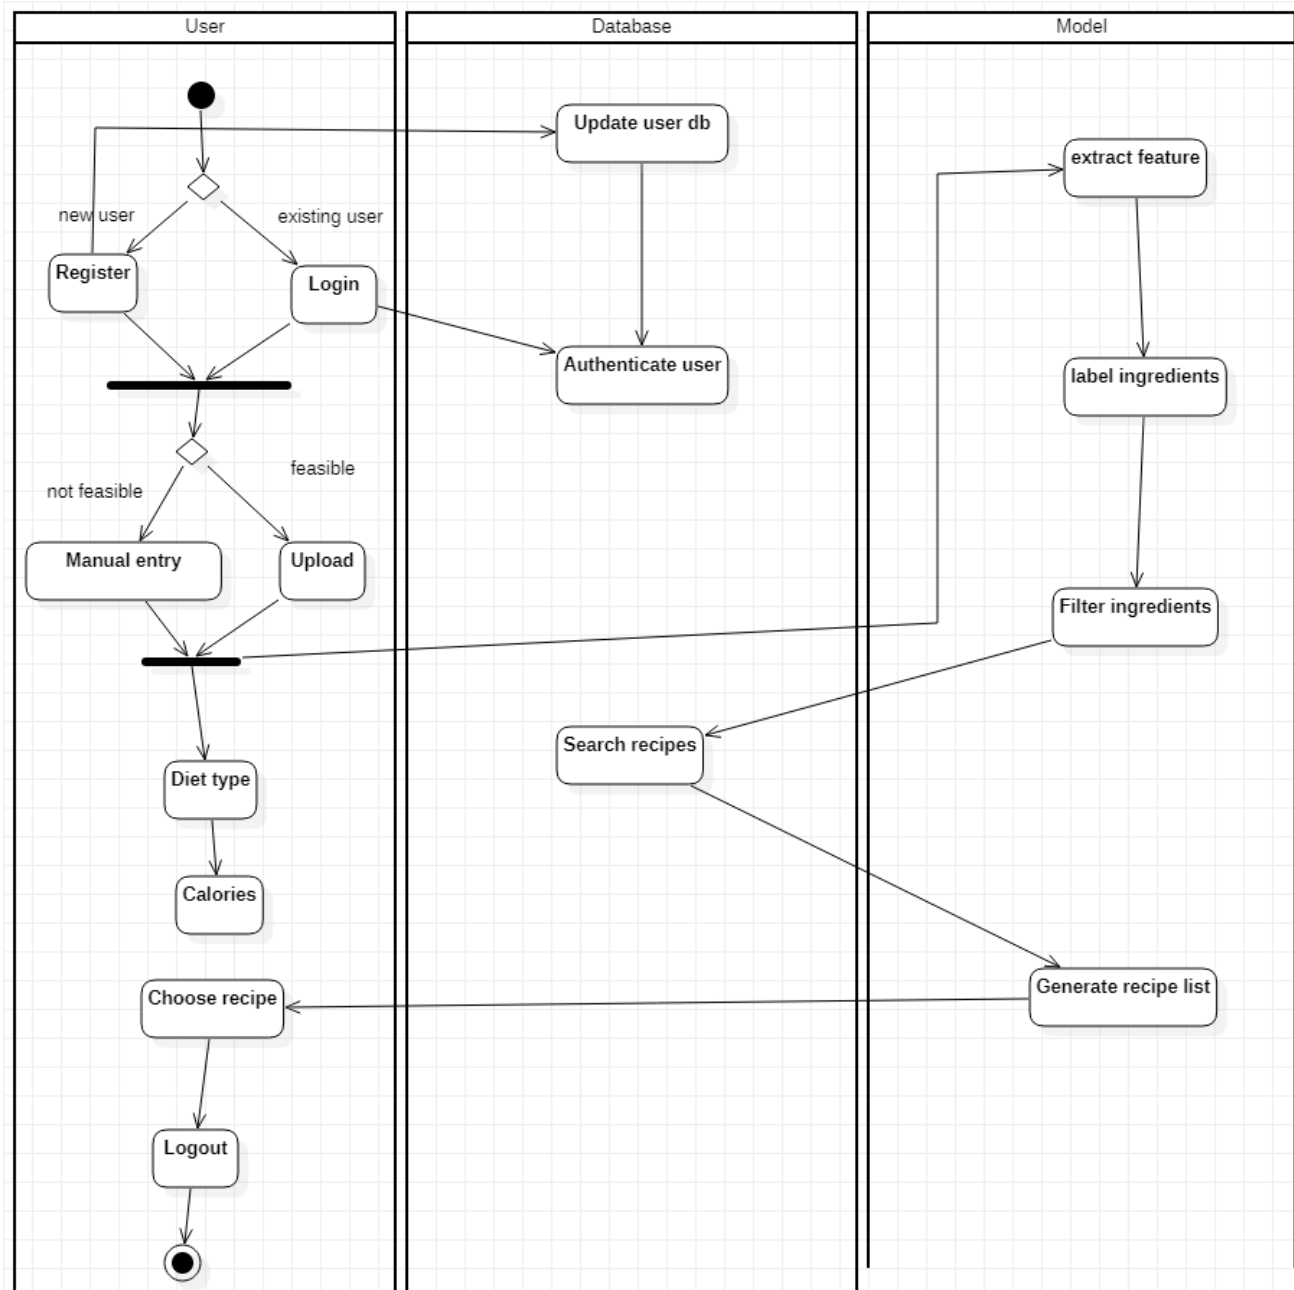 User
Database
Model
Update user db
extract feature
new user
existing user
Register
Login
Authenticate user
label ingredients
feasible
not feasible
Manual entry
Upload
Filter ingredients
Search recipes
Diet type
Calories
Choose recipe
Generate recipe list
Logout